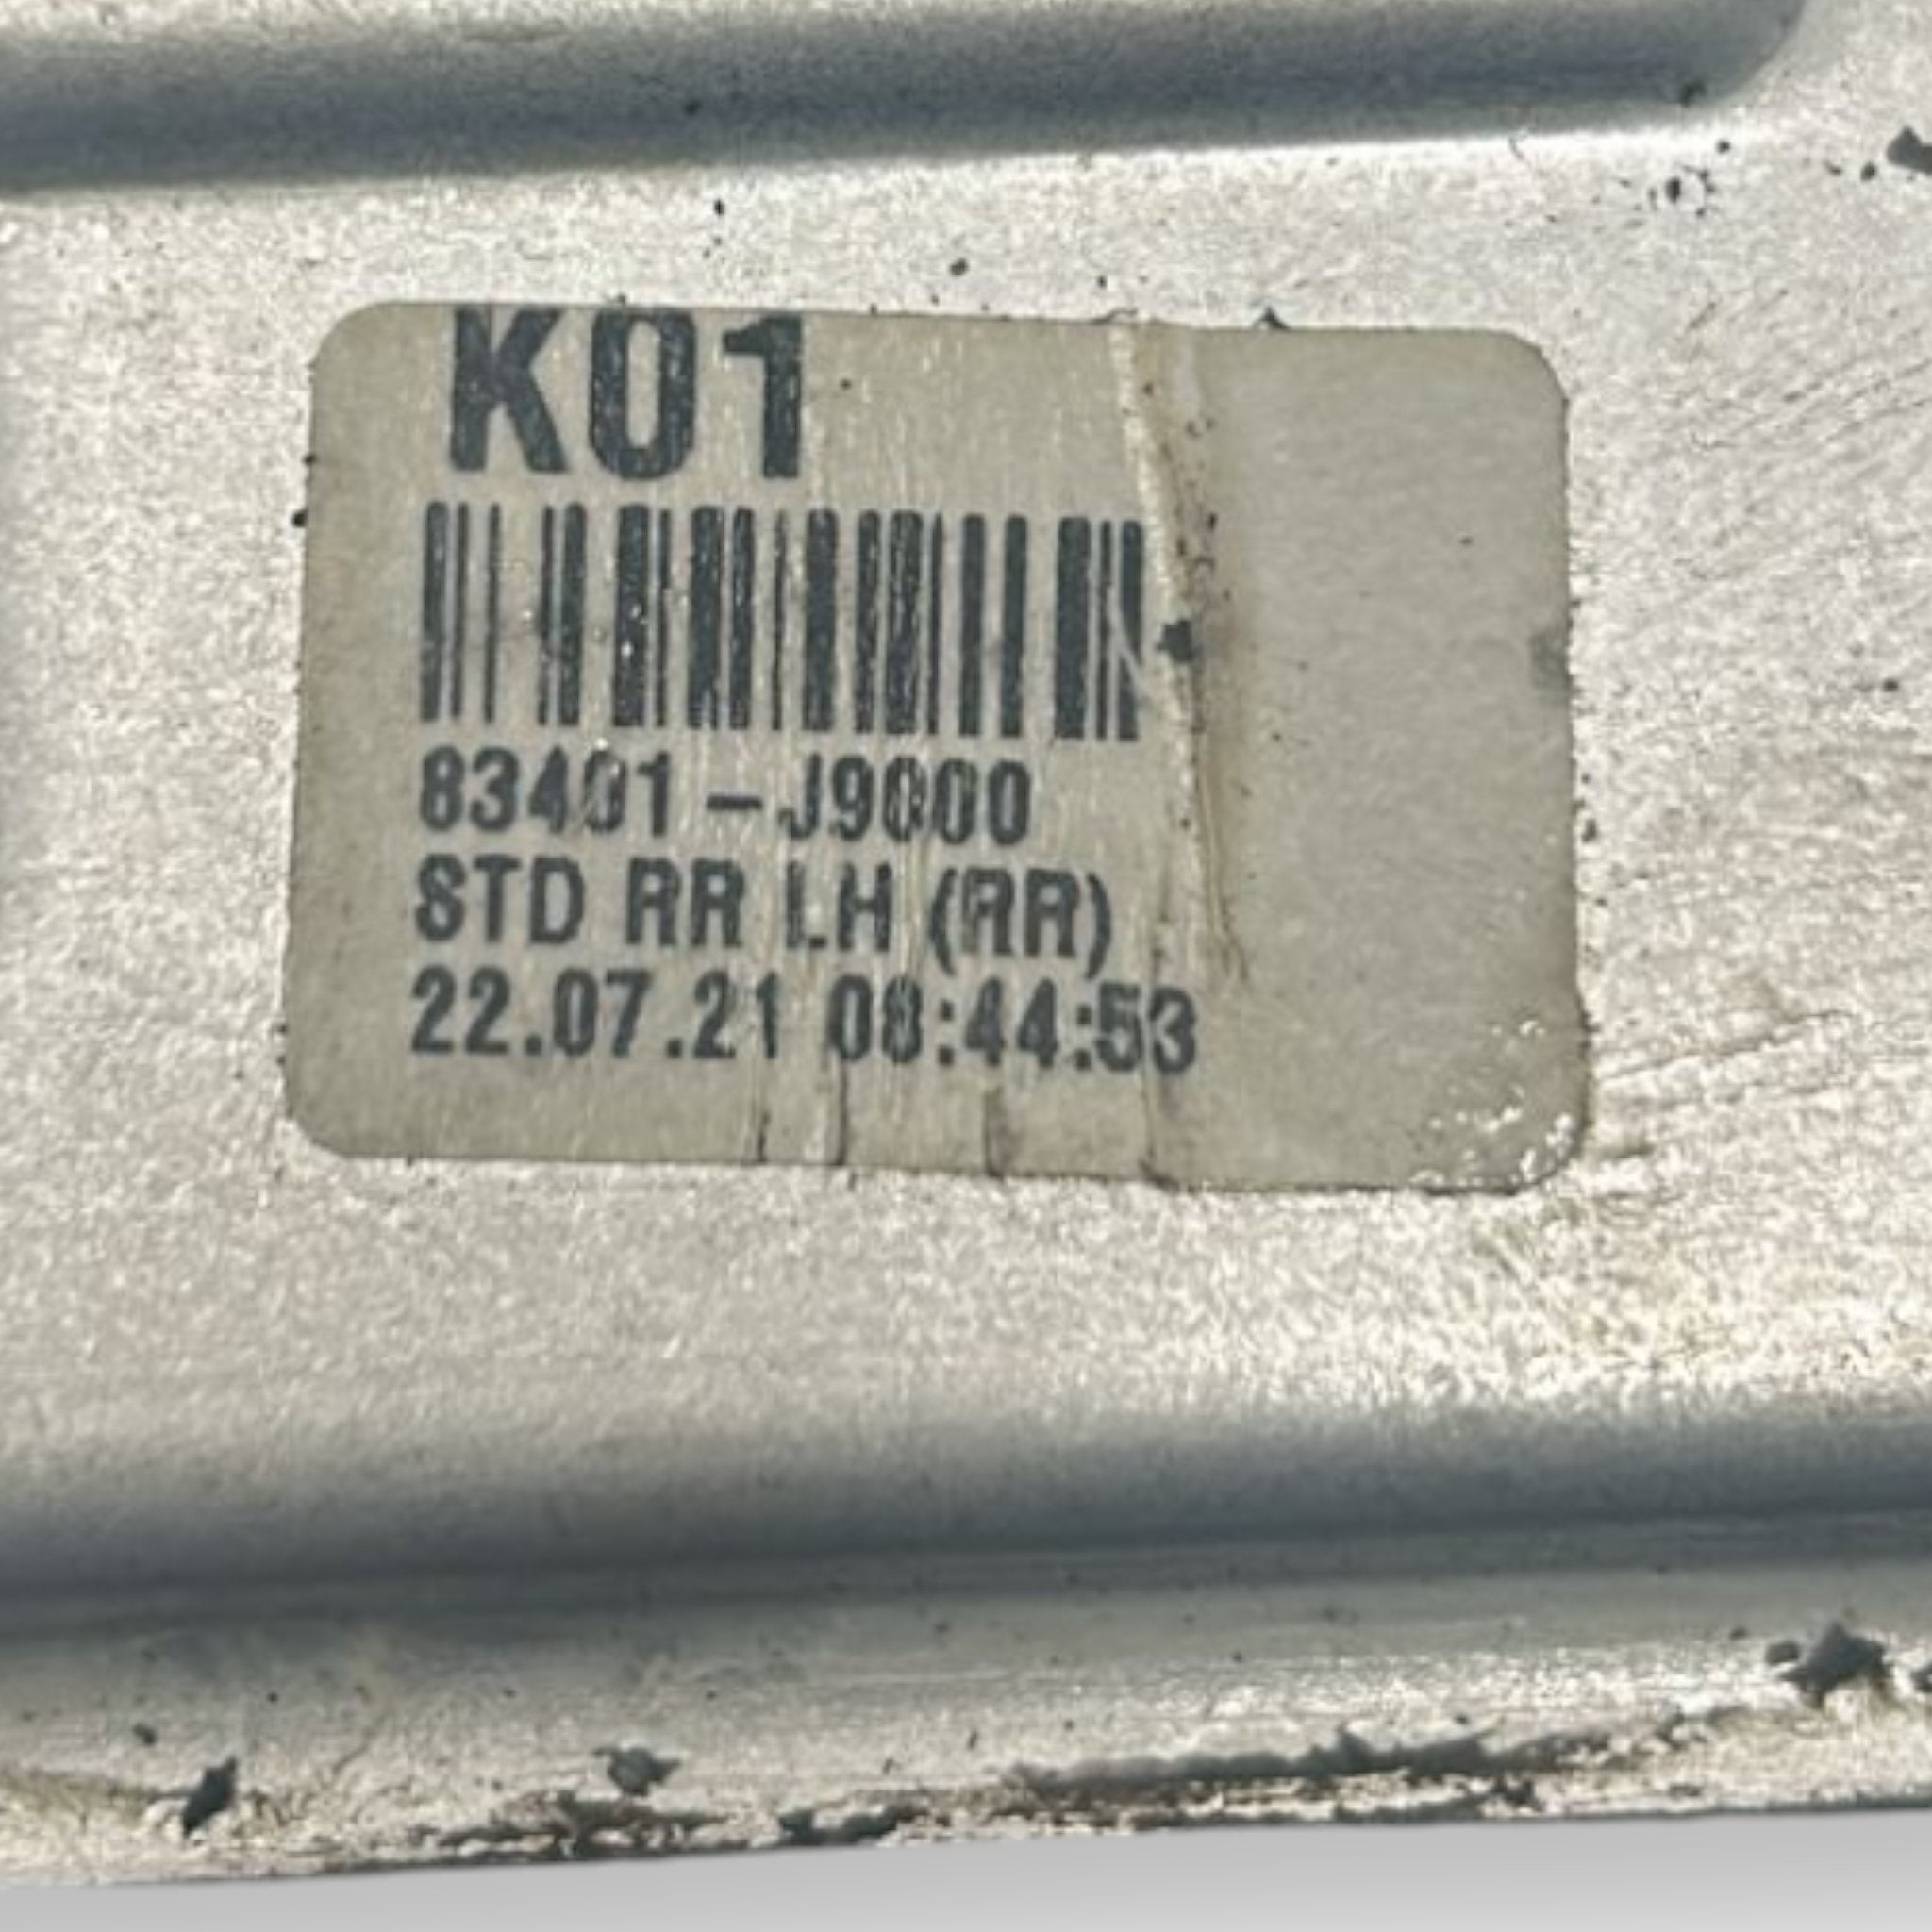 K01
83401-J9000
STD RR LH (RR)
22.07.21 08:44:53